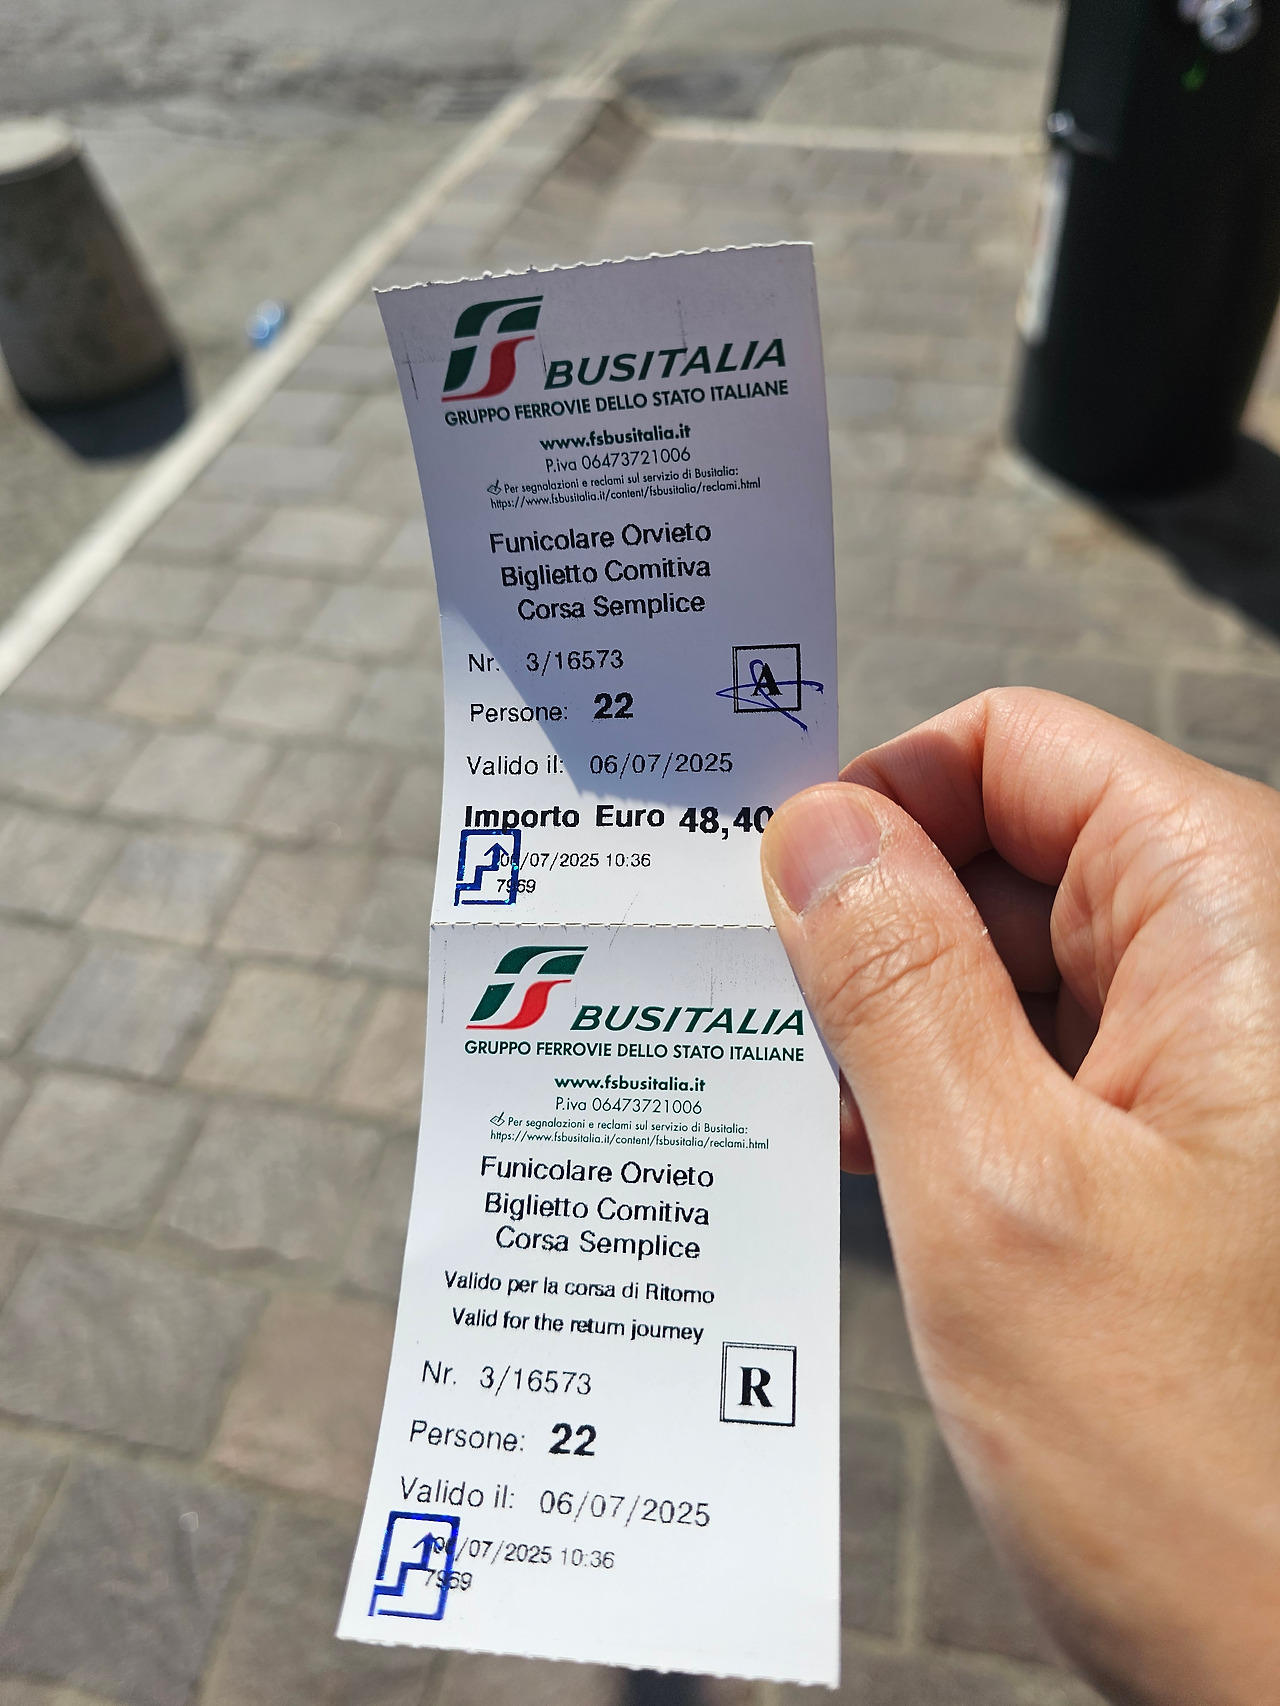 BUSITALIA
GRUPPO FERROVIE DELLO STATO ITALIANE
www.fsbusitalia.it
P.iva 06473721006
Per segnalazioni e reclami sul servizio di Busitalia:
https://www.fsbusitalia.it/content/fsbusitalia/reclami.html
Funicolare Orvieto
Biglietto Comitiva
Corsa Semplice
Nr. 3/16573
A
Persone: 22
Valido il: 06/07/2025
Importo Euro 48,40
06/07/2025 10:36
7969
BUSITALIA
GRUPPO FERROVIE DELLO STATO ITALIANE
www.fsbusitalia.it
P.iva 06473721006
Per segnalazioni e reclami sul servizio di Busitalia:
https://www.fsbusitalia.it/content/fsbusitalia/reclami.html
Funicolare Orvieto
Biglietto Comitiva
Corsa Semplice
Valido per la corsa di Ritorno
Valid for the return journey
Nr. 3/16573
R
Persone: 22
Valido il: 06/07/2025
06/07/2025 10:36
7969